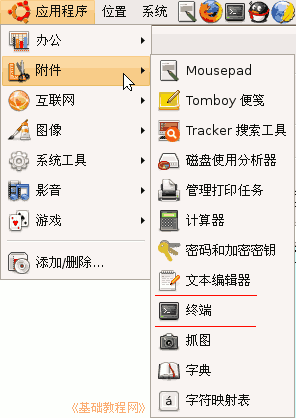 应用程序 位置 系统
办公
附件
互联网
图像
系统工具
影音
游戏
添加/删除...
Mousepad
Tomboy 便笺
Tracker 搜索工具
磁盘使用分析器
管理打印任务
计算器
密码和加密密钥
文本编辑器
终端
抓图
字典
á 字符映射表
《基础教程网》